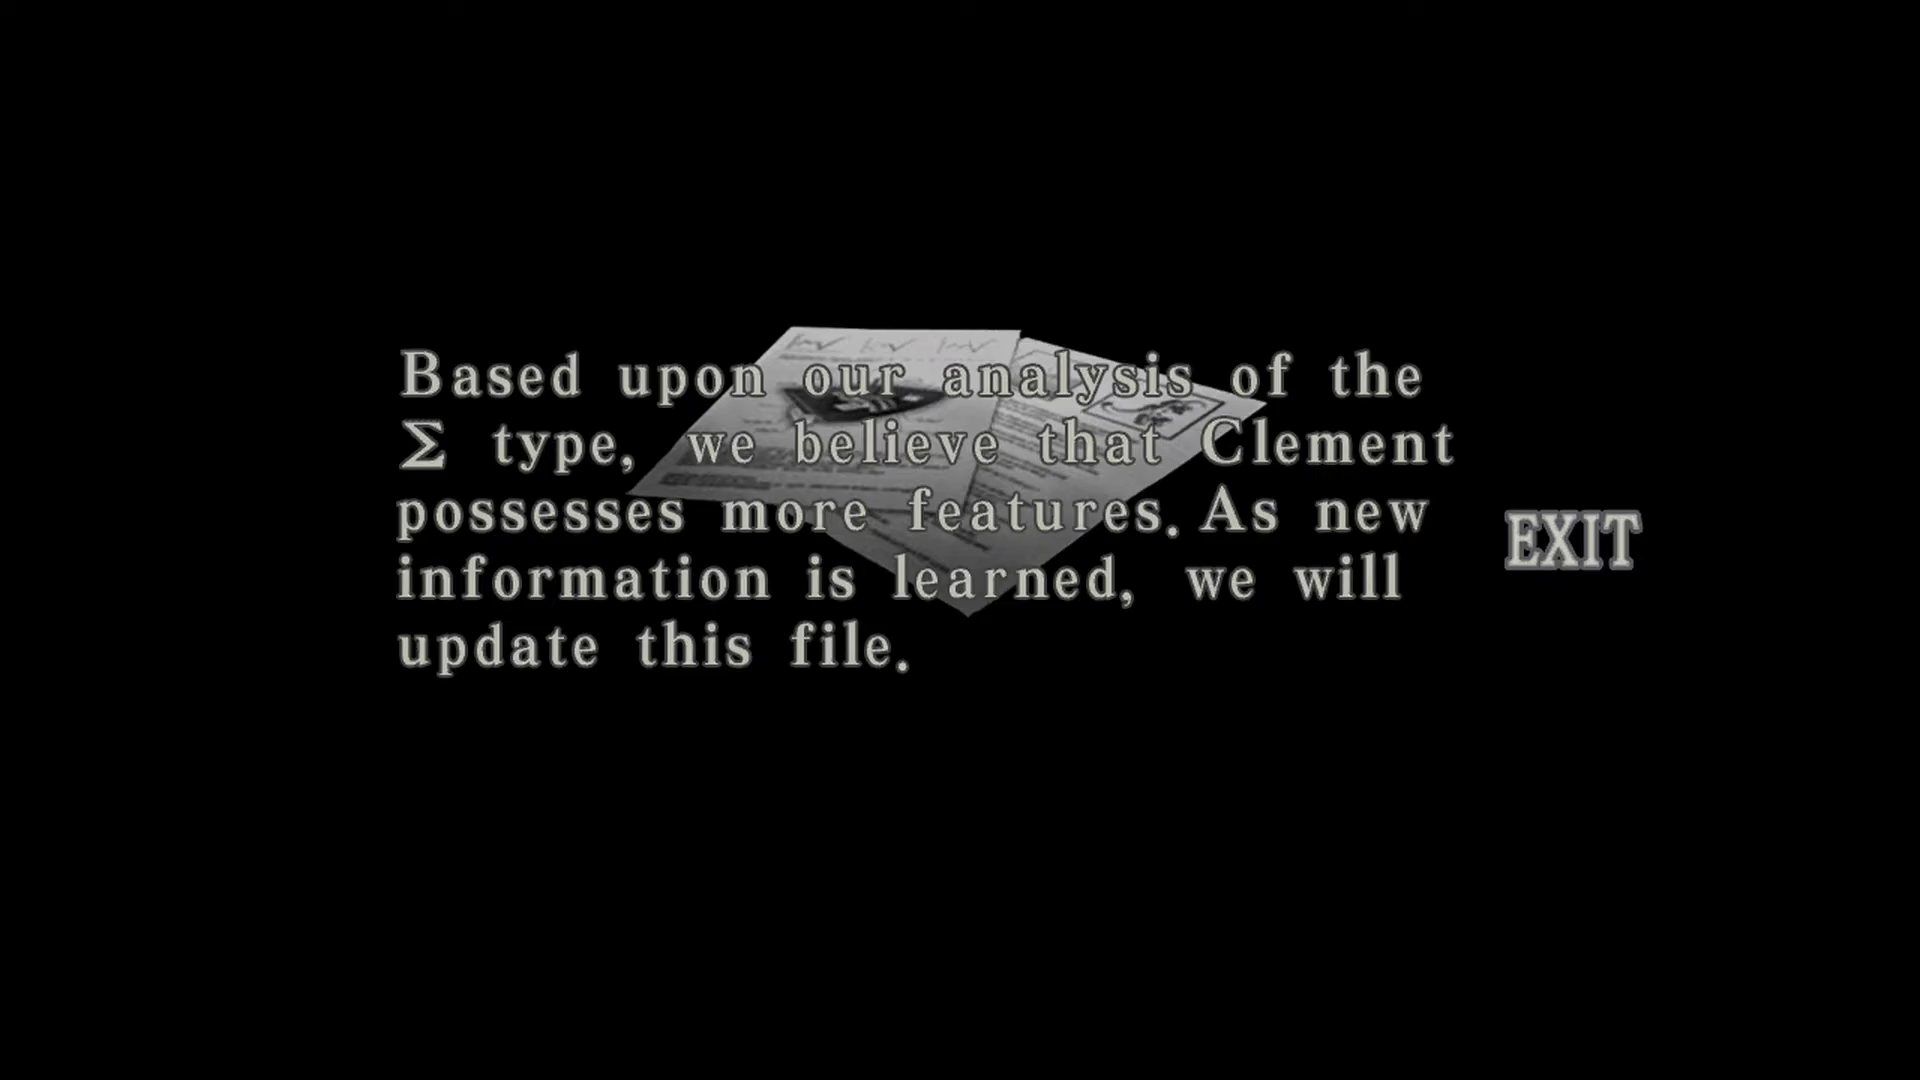 Based upon our analysis of the
Σ type, we believe that Clement
possesses more features. As new
information is learned, we will
update this file.
EXIT